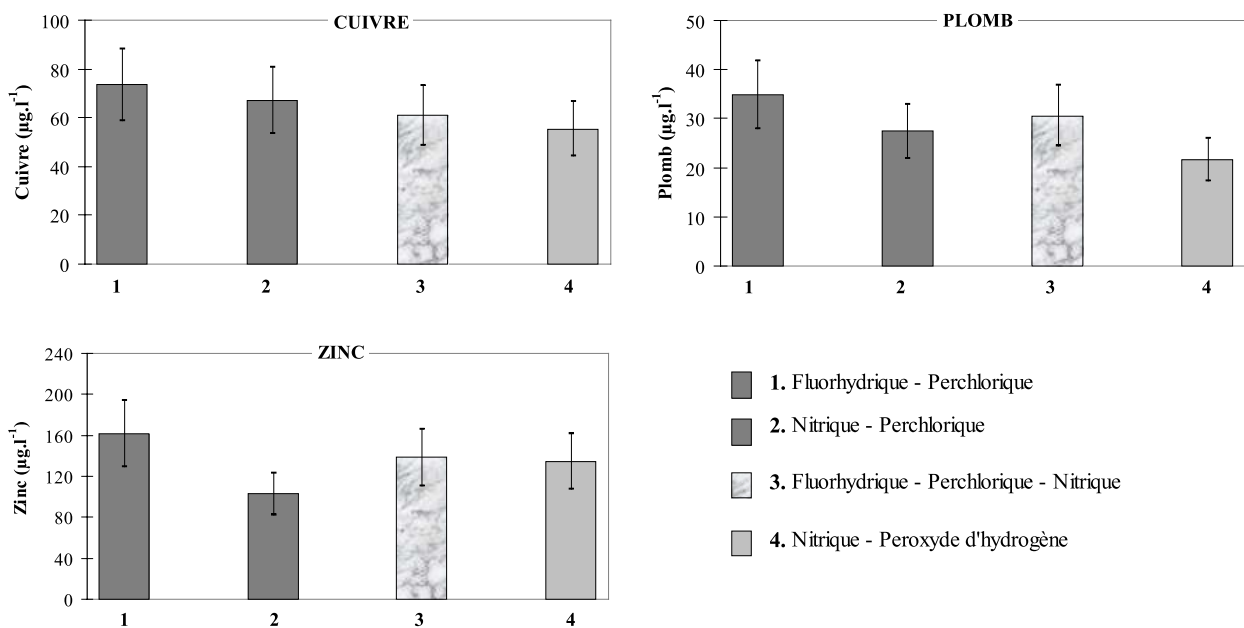 CUIVRE
Cuivre (µg.l⁻¹)
100
80
60
40
20
0
1 2 3 4
PLOMB
Plomb (µg.l⁻¹)
50
40
30
20
10
0
1 2 3 4
ZINC
Zinc (µg.l⁻¹)
240
200
160
120
80
40
0
1 2 3 4
1. Fluorhydrique - Perchlorique
2. Nitrique - Perchlorique
3. Fluorhydrique - Perchlorique - Nitrique
4. Nitrique - Peroxyde d'hydrogène